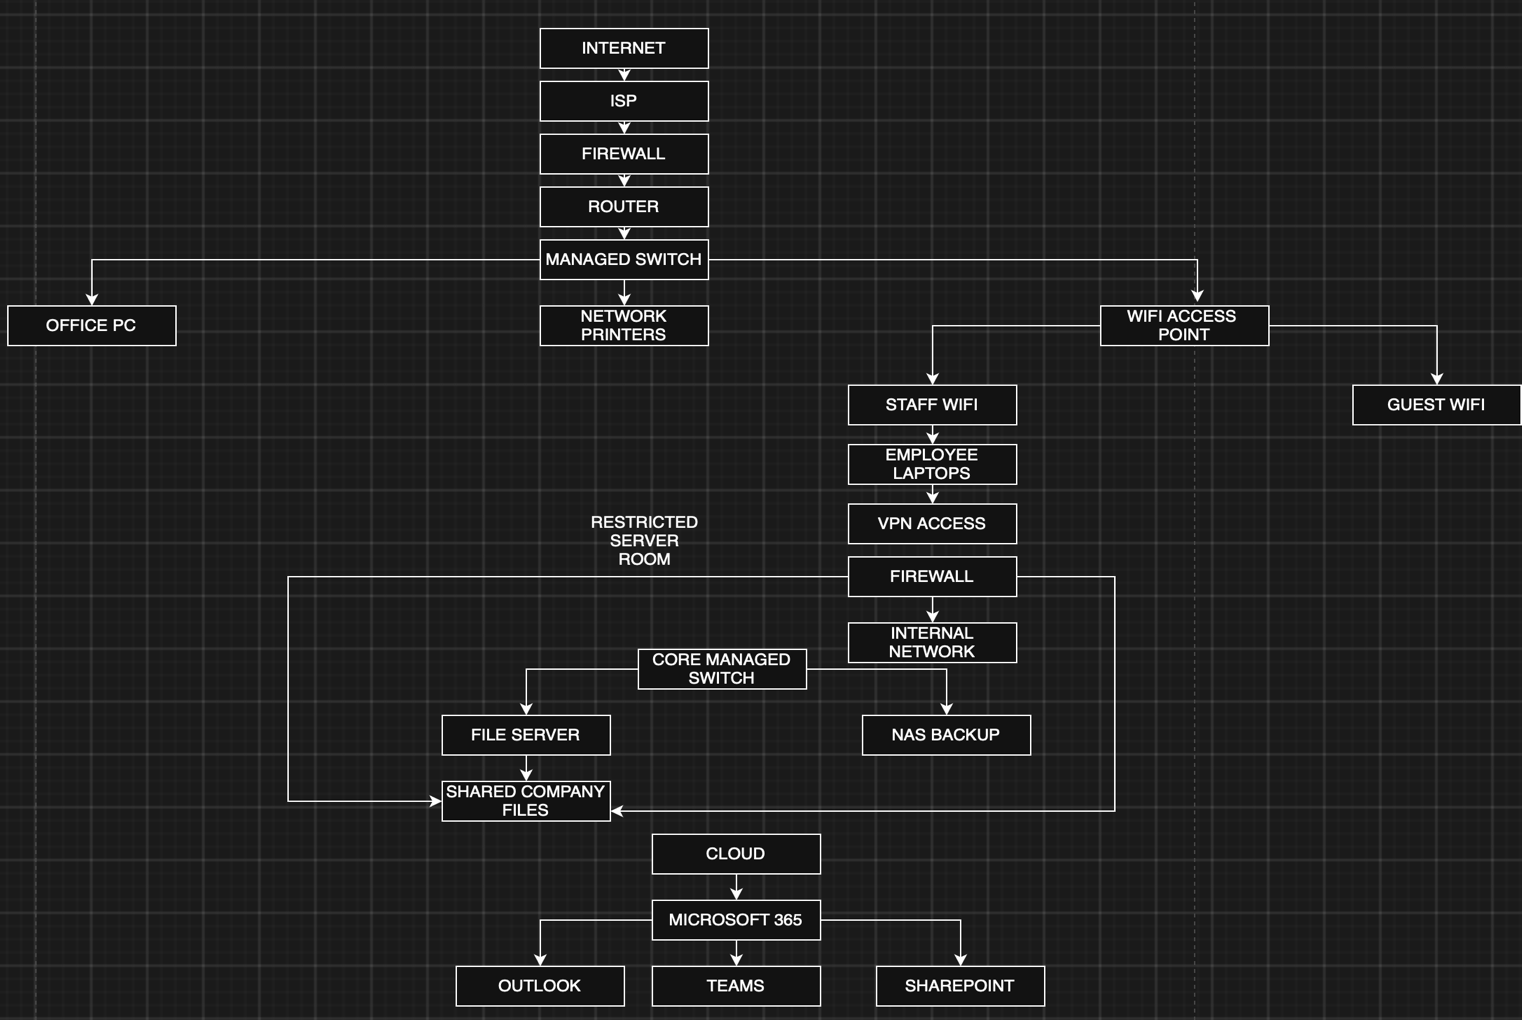 INTERNET
ISP
FIREWALL
ROUTER
MANAGED SWITCH
OFFICE PC
NETWORK
PRINTERS
WIFI ACCESS
POINT
STAFF WIFI
GUEST WIFI
EMPLOYEE
LAPTOPS
VPN ACCESS
RESTRICTED
SERVER
ROOM
FIREWALL
INTERNAL
NETWORK
CORE MANAGED
SWITCH
FILE SERVER
NAS BACKUP
SHARED COMPANY
FILES
CLOUD
MICROSOFT 365
OUTLOOK
TEAMS
SHAREPOINT